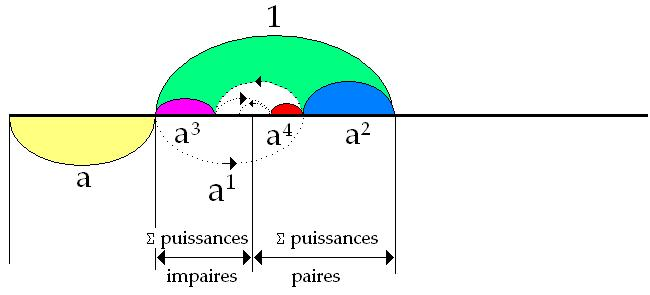 1
a³ a⁴ a²
a
a¹
Σ puissances Σ puissances
impaires paires